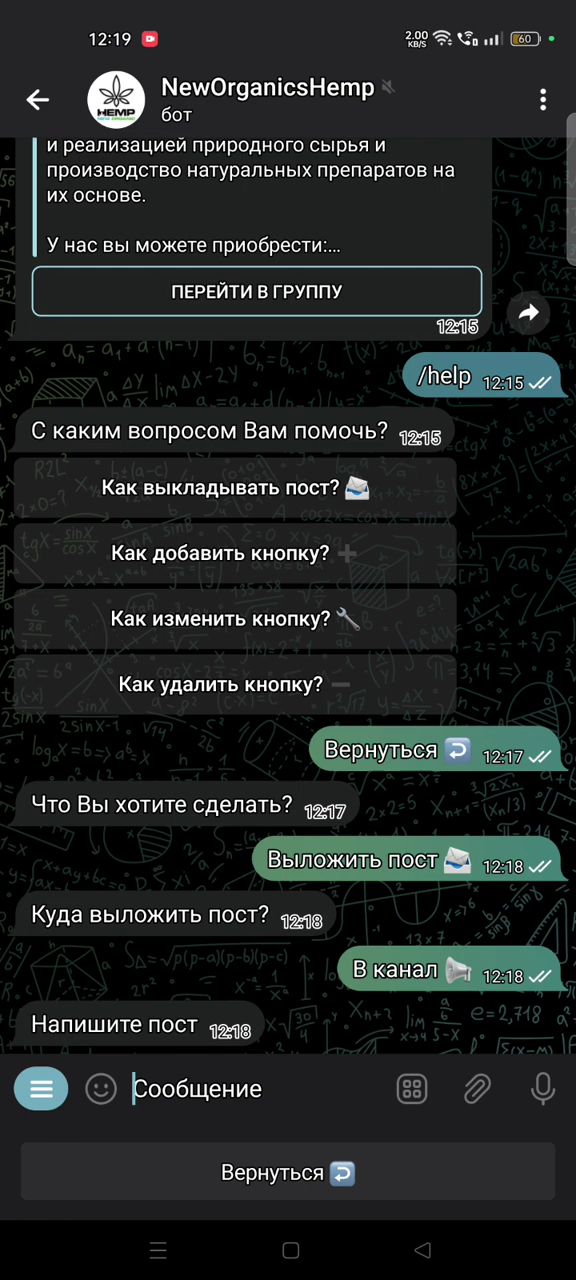 12:19
2.00
KB/S
60
NewOrganicsHemp
HEMP
бот
и реализацией природного сырья и
производство натуральных препаратов на
их основе.
У нас вы можете приобрести:…
ПЕРЕЙТИ В ГРУППУ
12:15
/help 12:15
С каким вопросом Вам помочь? 12:15
Как выкладывать пост? 📨
Как добавить кнопку? ➕
Как изменить кнопку? 🔧
Как удалить кнопку? ➖
Вернуться ↩️ 12:17
Что Вы хотите сделать? 12:17
Выложить пост 📨 12:18
Куда выложить пост? 12:18
В канал 📢 12:18
Напишите пост 12:18
Сообщение
Вернуться ↩️